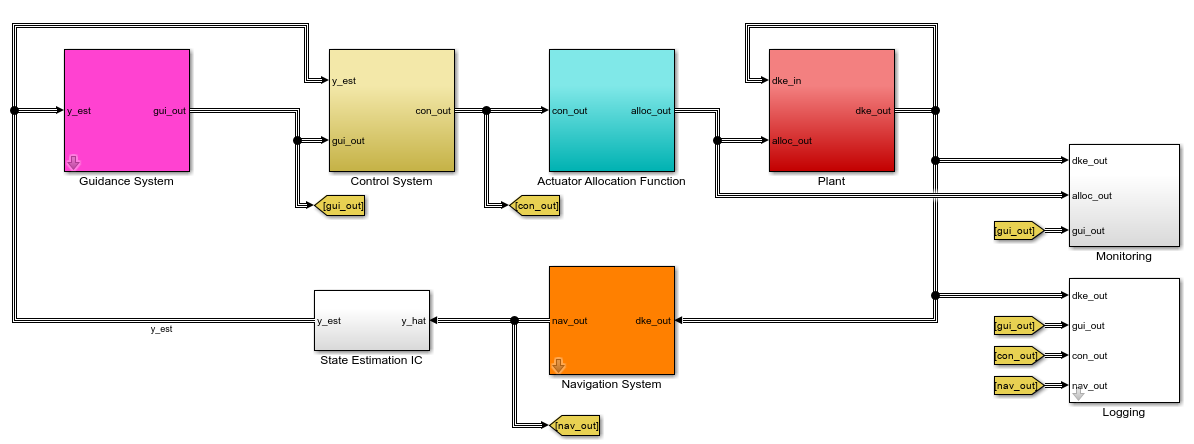 y_est
gui_out
Guidance System
y_est
gui_out
con_out
Control System
con_out
alloc_out
Actuator Allocation Function
dke_in
alloc_out
dke_out
Plant
[gui_out]
[con_out]
dke_out
alloc_out
gui_out
[gui_out]
Monitoring
y_est
y_est
y_hat
State Estimation IC
nav_out
dke_out
Navigation System
[nav_out]
dke_out
[gui_out]
gui_out
[con_out]
con_out
[nav_out]
nav_out
Logging